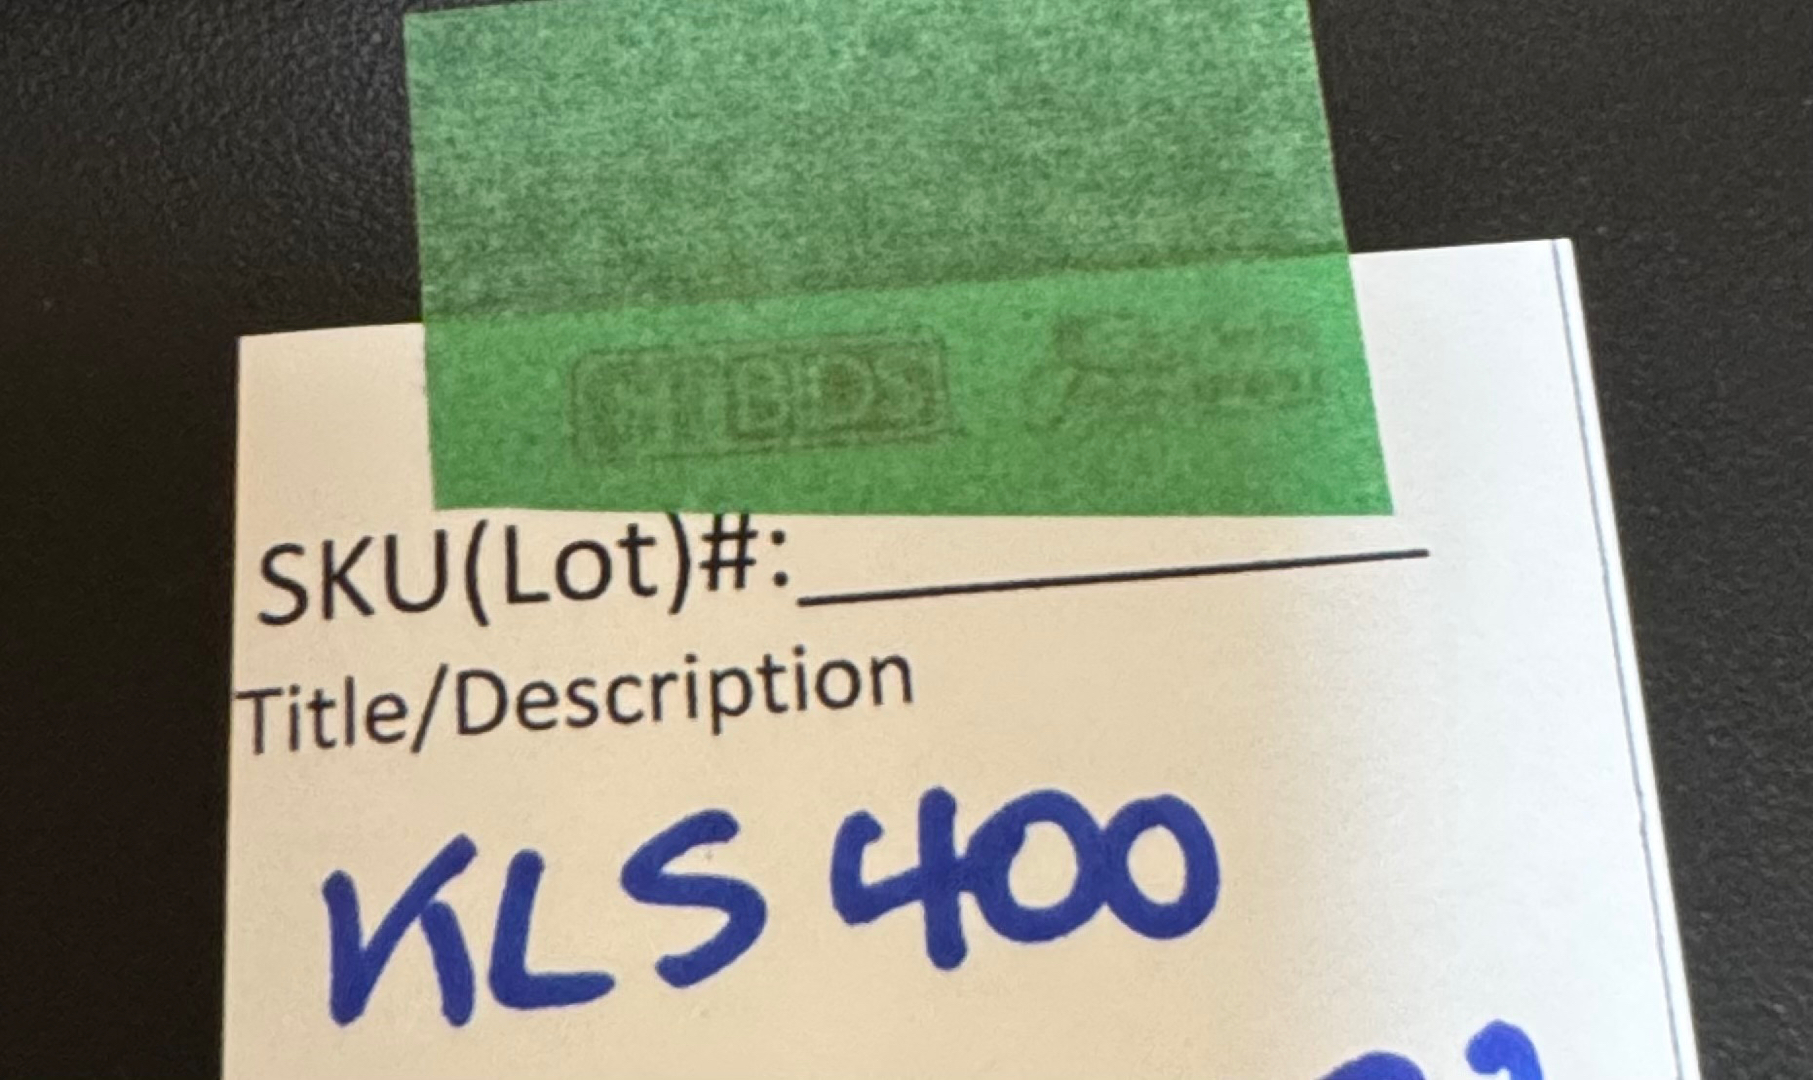 SKU(Lot)#:
Title/Description
KLS 400